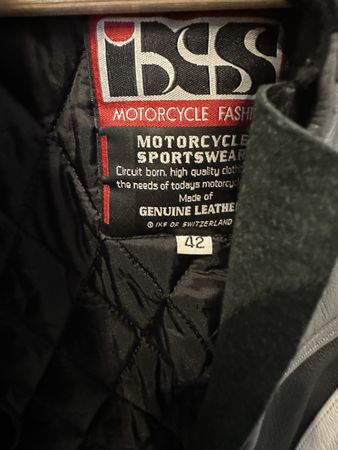 iXS
MOTORCYCLE FASHI
MOTORCYCLE
SPORTSWEAR
Circuit born, high quality cloth
the needs of todays motorcyc
Made of
GENUINE LEATHE
© IXS OF SWITZERLAND
42